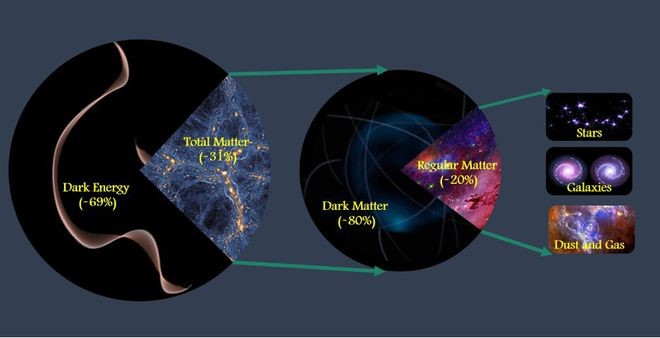 Dark Energy
(~69%)
Total Matter
(~31%)
Dark Matter
(~80%)
Regular Matter
(~20%)
Stars
Galaxies
Dust and Gas